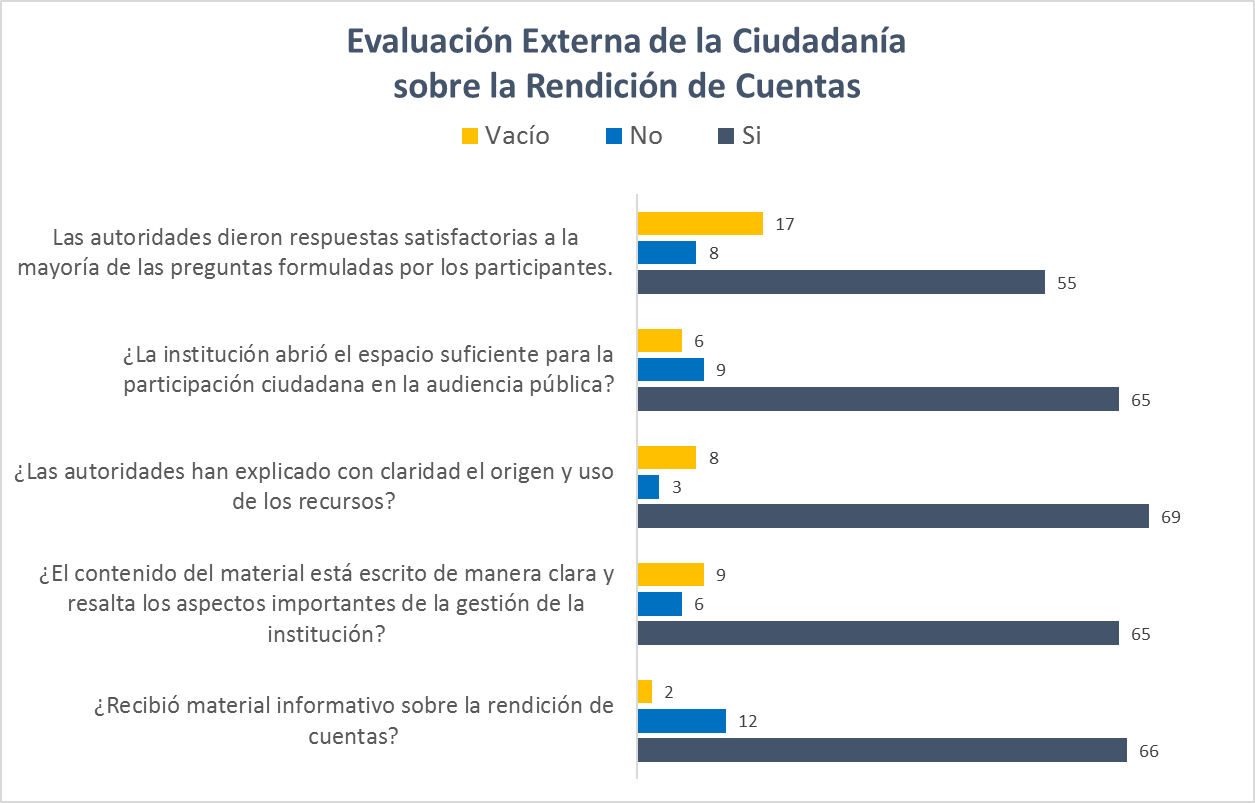 Evaluación Externa de la Ciudadanía
sobre la Rendición de Cuentas
Vacío No Si
Las autoridades dieron respuestas satisfactorias a la
mayoría de las preguntas formuladas por los participantes.
17
8
55
¿La institución abrió el espacio suficiente para la
participación ciudadana en la audiencia pública?
6
9
65
¿Las autoridades han explicado con claridad el origen y uso
de los recursos?
8
3
69
¿El contenido del material está escrito de manera clara y
resalta los aspectos importantes de la gestión de la
institución?
9
6
65
¿Recibió material informativo sobre la rendición de
cuentas?
2
12
66